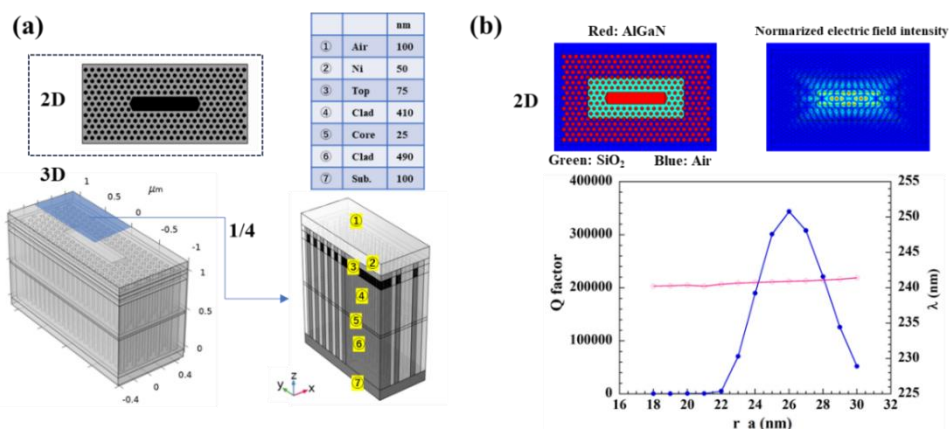 (a)
2D
nm
① Air 100
② Ni 50
③ Top 75
④ Clad 410
⑤ Core 25
⑥ Clad 490
⑦ Sub. 100
3D
1
0.5
μm
0
-0.5
-1
1
0.5
0
0.4
0
-0.4
1/4
①
②
③
④
⑤
⑥
⑦
z
y
x
(b)
Red: AlGaN
Normarized electric field intensity
2D
Green: SiO2
Blue: Air
400000
300000
200000
100000
0
Q factor
255
250
245
240
235
230
225
λ (nm)
16 18 20 22 24 26 28 30 32
r_a (nm)